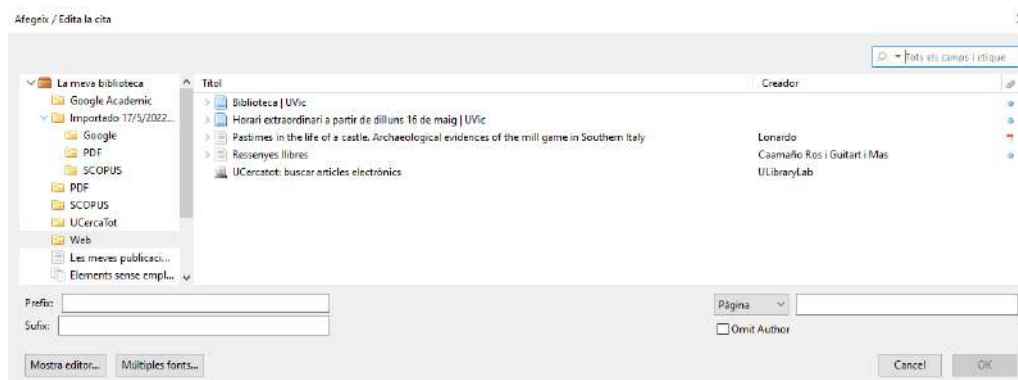 Afegeix / Edita la cita
Tots els camps i etique
La meva biblioteca
Google Academic
Importado 17/5/2022...
Google
PDF
SCOPUS
PDF
SCOPUS
UCercaTot
Web
Les meves publicaci...
Elements sense empl...
Títol Creador
Biblioteca | UVic
Horari extraordinari a partir de dilluns 16 de maig | UVic
Pastimes in the life of a castle. Archaeological evidences of the mill game in Southern Italy Lonardo
Ressenyes llibres Caamaño Ros i Guitart i Mas
UCercatot: buscar articles electrònics ULibraryLab
Prefix:
Sufix:
Pàgina
Omit Author
Mostra editor... Múltiples fonts... Cancel OK